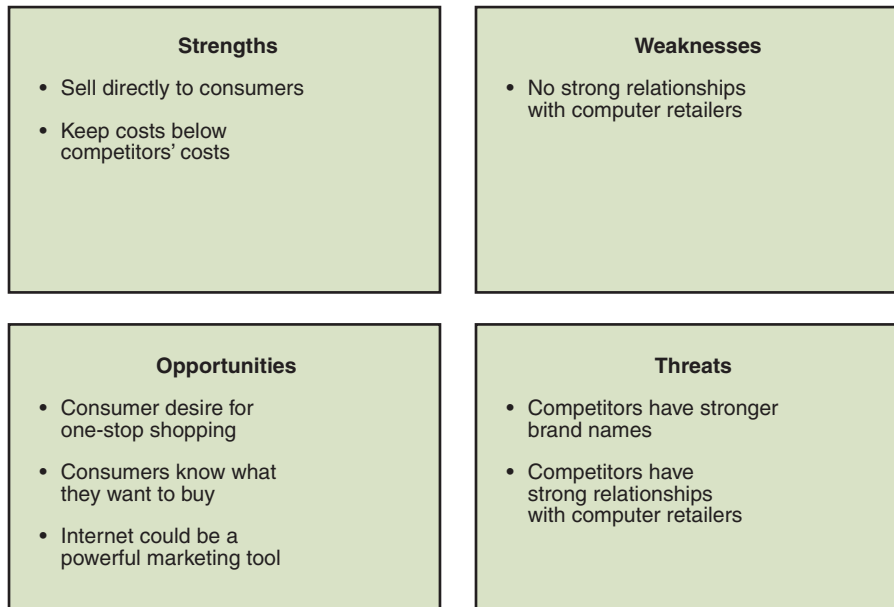 Strengths
• Sell directly to consumers
• Keep costs below
competitors’ costs
Weaknesses
• No strong relationships
with computer retailers
Opportunities
• Consumer desire for
one-stop shopping
• Consumers know what
they want to buy
• Internet could be a
powerful marketing tool
Threats
• Competitors have stronger
brand names
• Competitors have
strong relationships
with computer retailers